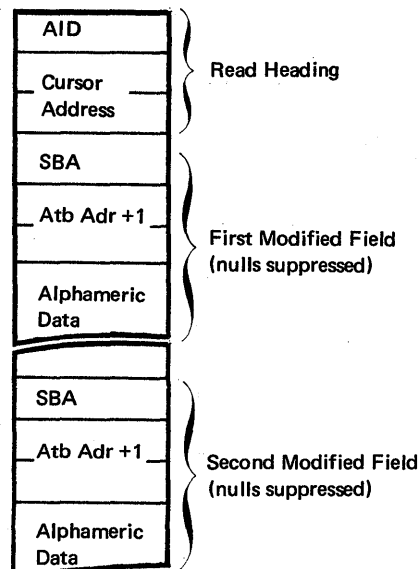 AID
Cursor
Address
Read Heading
SBA
Atb Adr +1
Alphameric
Data
First Modified Field
(nulls suppressed)
SBA
Atb Adr +1
Alphameric
Data
Second Modified Field
(nulls suppressed)